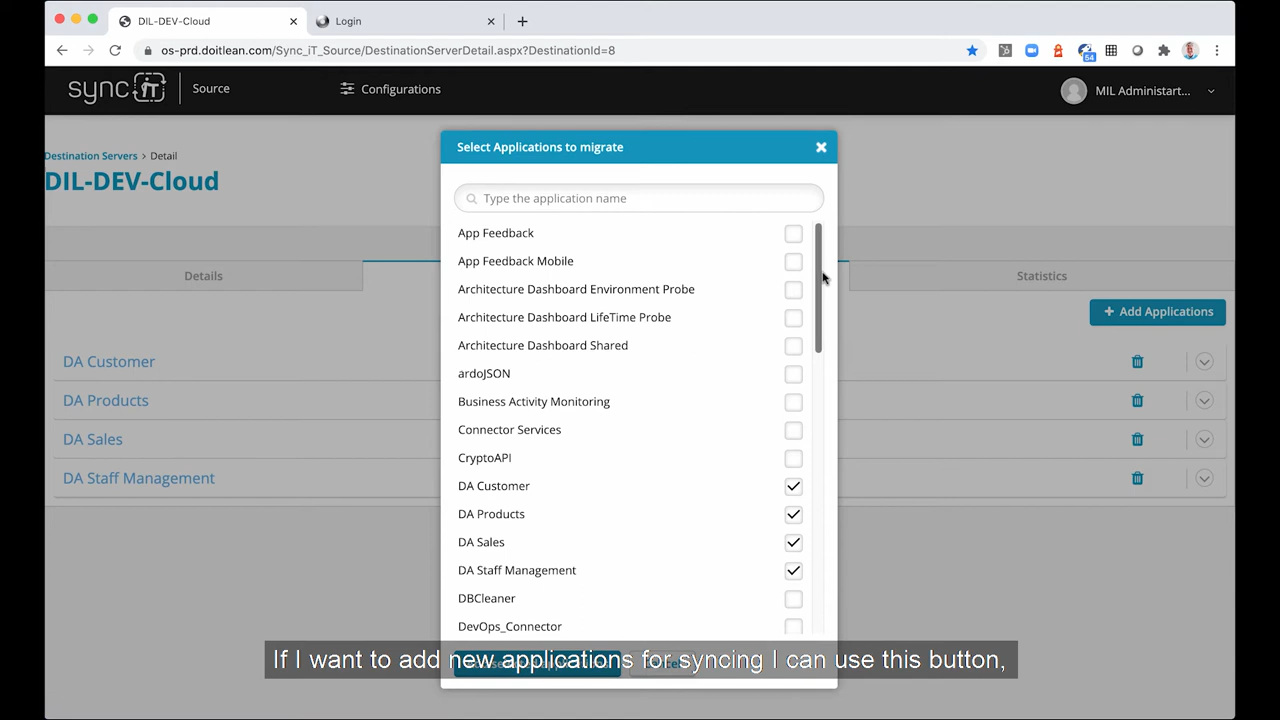 DIL-DEV-Cloud
Login
os-prd.doitlean.com/Sync_iT_Source/DestinationServerDetail.aspx?DestinationId=8
54
sync iT
Source
Configurations
MIL Administart...
Destination Servers > Detail
DIL-DEV-Cloud
Details
Statistics
+ Add Applications
DA Customer
DA Products
DA Sales
DA Staff Management
Select Applications to migrate
Type the application name
App Feedback
App Feedback Mobile
Architecture Dashboard Environment Probe
Architecture Dashboard LifeTime Probe
Architecture Dashboard Shared
ardoJSON
Business Activity Monitoring
Connector Services
CryptoAPI
DA Customer
DA Products
DA Sales
DA Staff Management
DBCleaner
DevOps_Connector
If I want to add new applications for syncing I can use this button,